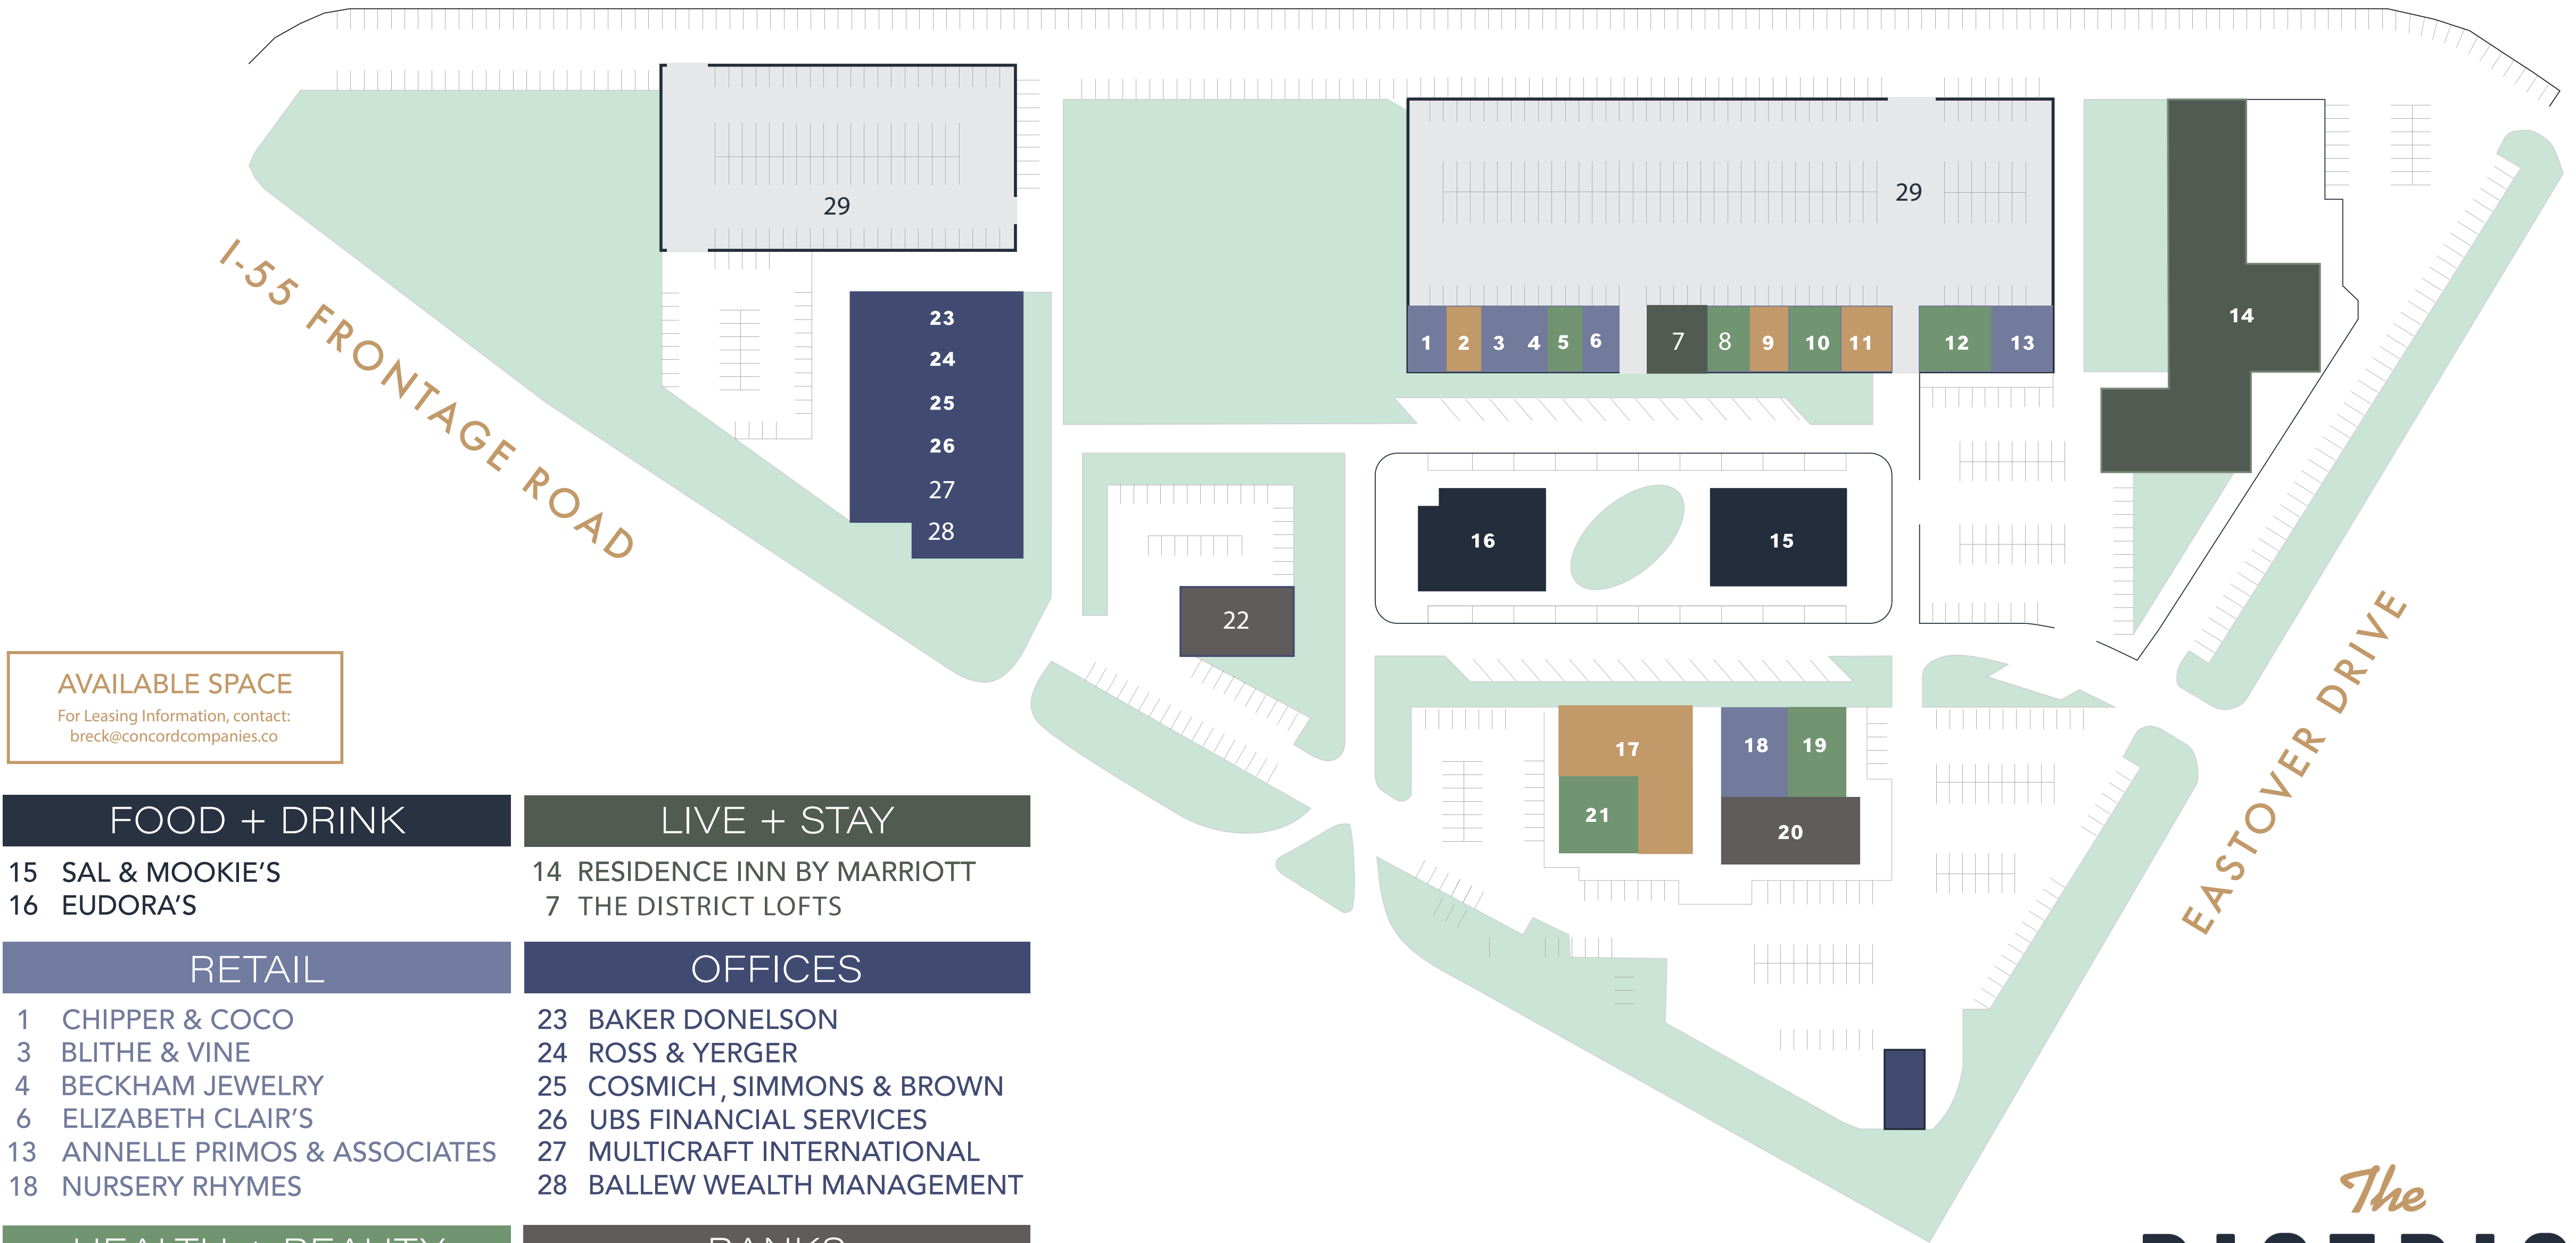 29
29
I-55 FRONTAGE ROAD
23
24
25
26
27
28
1 2 3 4 5 6 7 8 9 10 11 12 13
14
16
15
22
EASTOVER DRIVE
17
18
19
21
20
AVAILABLE SPACE
For Leasing Information, contact:
breck@concordcompanies.co
FOOD + DRINK
15 SAL & MOOKIE'S
16 EUDORA'S
LIVE + STAY
14 RESIDENCE INN BY MARRIOTT
7 THE DISTRICT LOFTS
RETAIL
1 CHIPPER & COCO
3 BLITHE & VINE
4 BECKHAM JEWELRY
6 ELIZABETH CLAIR'S
13 ANNELLE PRIMOS & ASSOCIATES
18 NURSERY RHYMES
OFFICES
23 BAKER DONELSON
24 ROSS & YERGER
25 COSMICH, SIMMONS & BROWN
26 UBS FINANCIAL SERVICES
27 MULTICRAFT INTERNATIONAL
28 BALLEW WEALTH MANAGEMENT
HEALTH + BEAUTY
BANKS
The